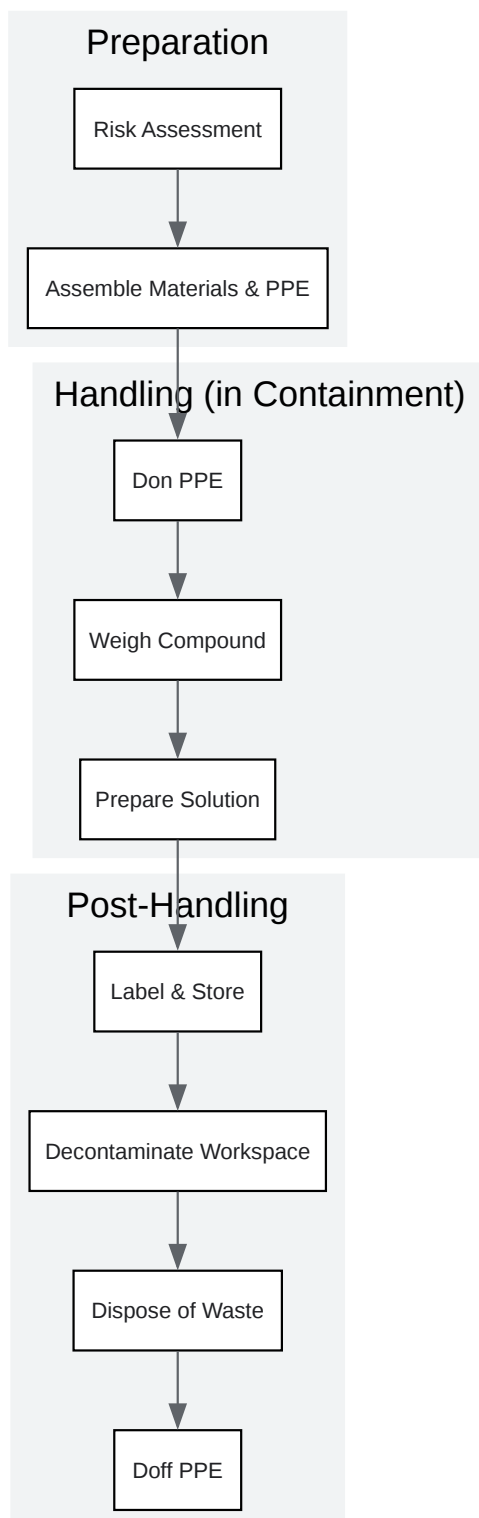 Preparation
Risk Assessment
Assemble Materials & PPE
Handling (in Containment)
Don PPE
Weigh Compound
Prepare Solution
Post-Handling
Label & Store
Decontaminate Workspace
Dispose of Waste
Doff PPE